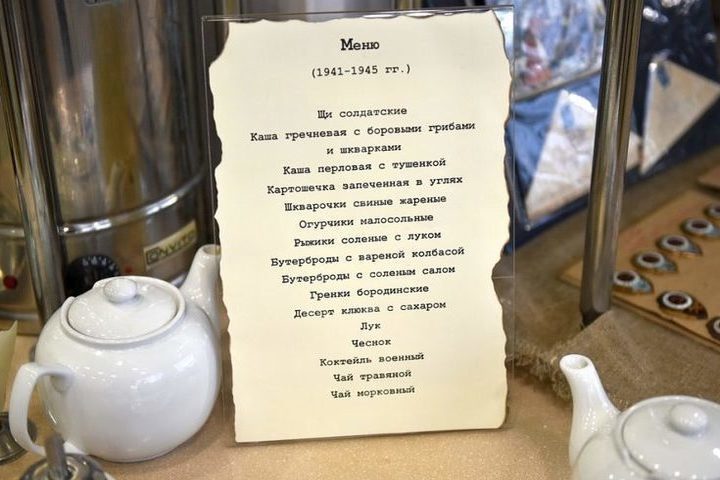 Меню
(1941-1945 гг.)
Щи солдатские
Каша гречневая с боровыми грибами
и шкварками
Каша перловая с тушенкой
Картошечка запеченная в углях
Шкварочки свиные жареные
Огурчики малосольные
Рыжики соленые с луком
Бутерброды с вареной колбасой
Бутерброды с соленым салом
Гренки бородинские
Десерт клюква с сахаром
Лук
Чеснок
Коктейль военный
Чай травяной
Чай морковный